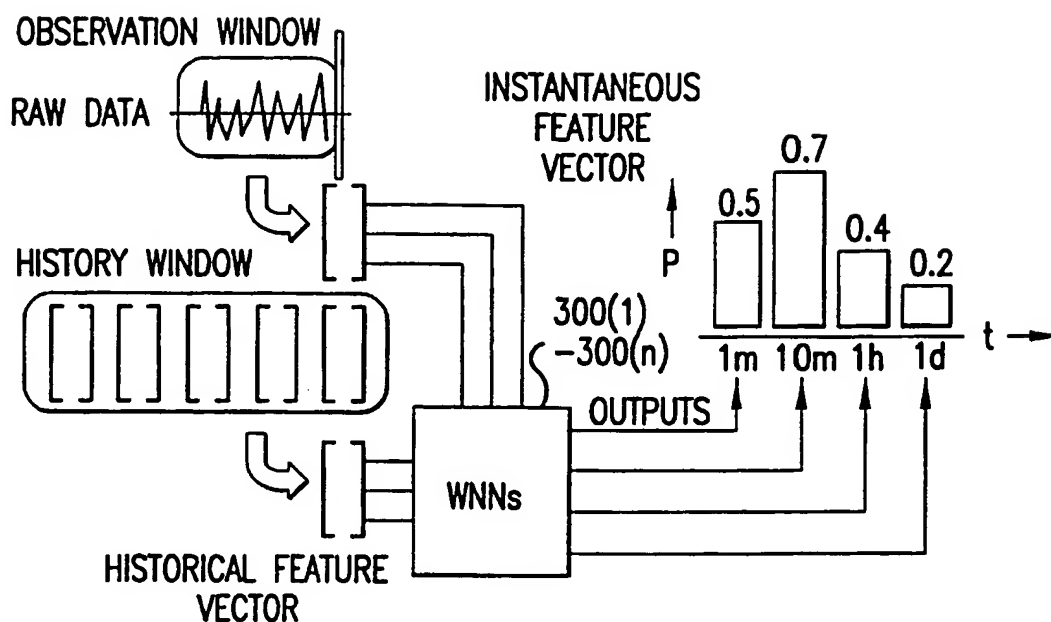 OBSERVATION WINDOW
RAW DATA
INSTANTANEOUS
FEATURE
VECTOR
P
0.5
0.7
0.4
0.2
t
1m 10m 1h 1d
HISTORY WINDOW
300(1)
-300(n)
OUTPUTS
WNNs
HISTORICAL FEATURE
VECTOR